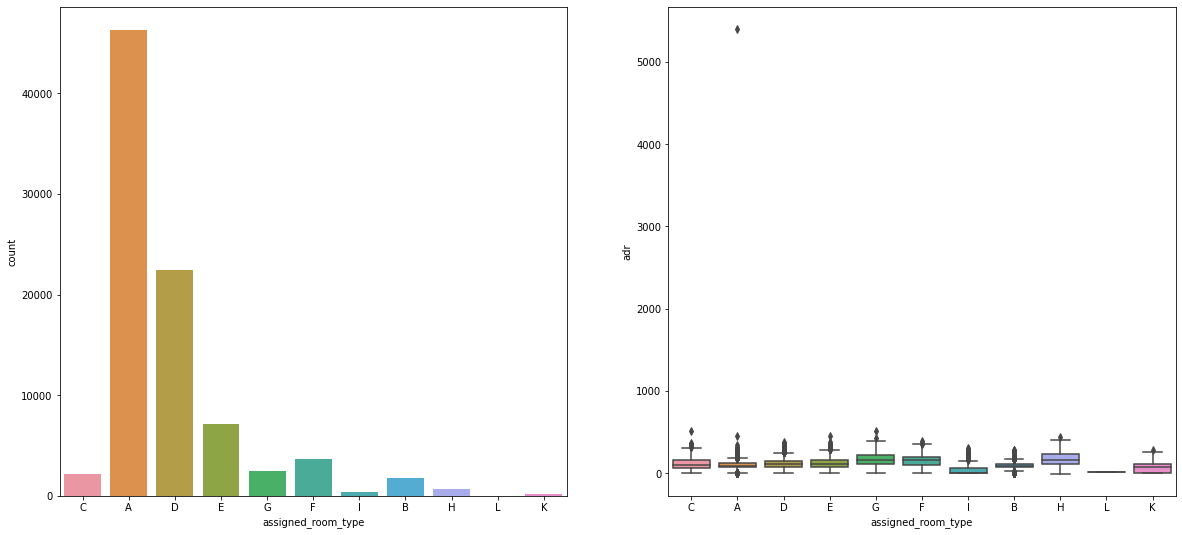 count
40000
30000
20000
10000
0
C A D E G F I B H L K
assigned_room_type
adr
5000
4000
3000
2000
1000
0
C A D E G F I B H L K
assigned_room_type